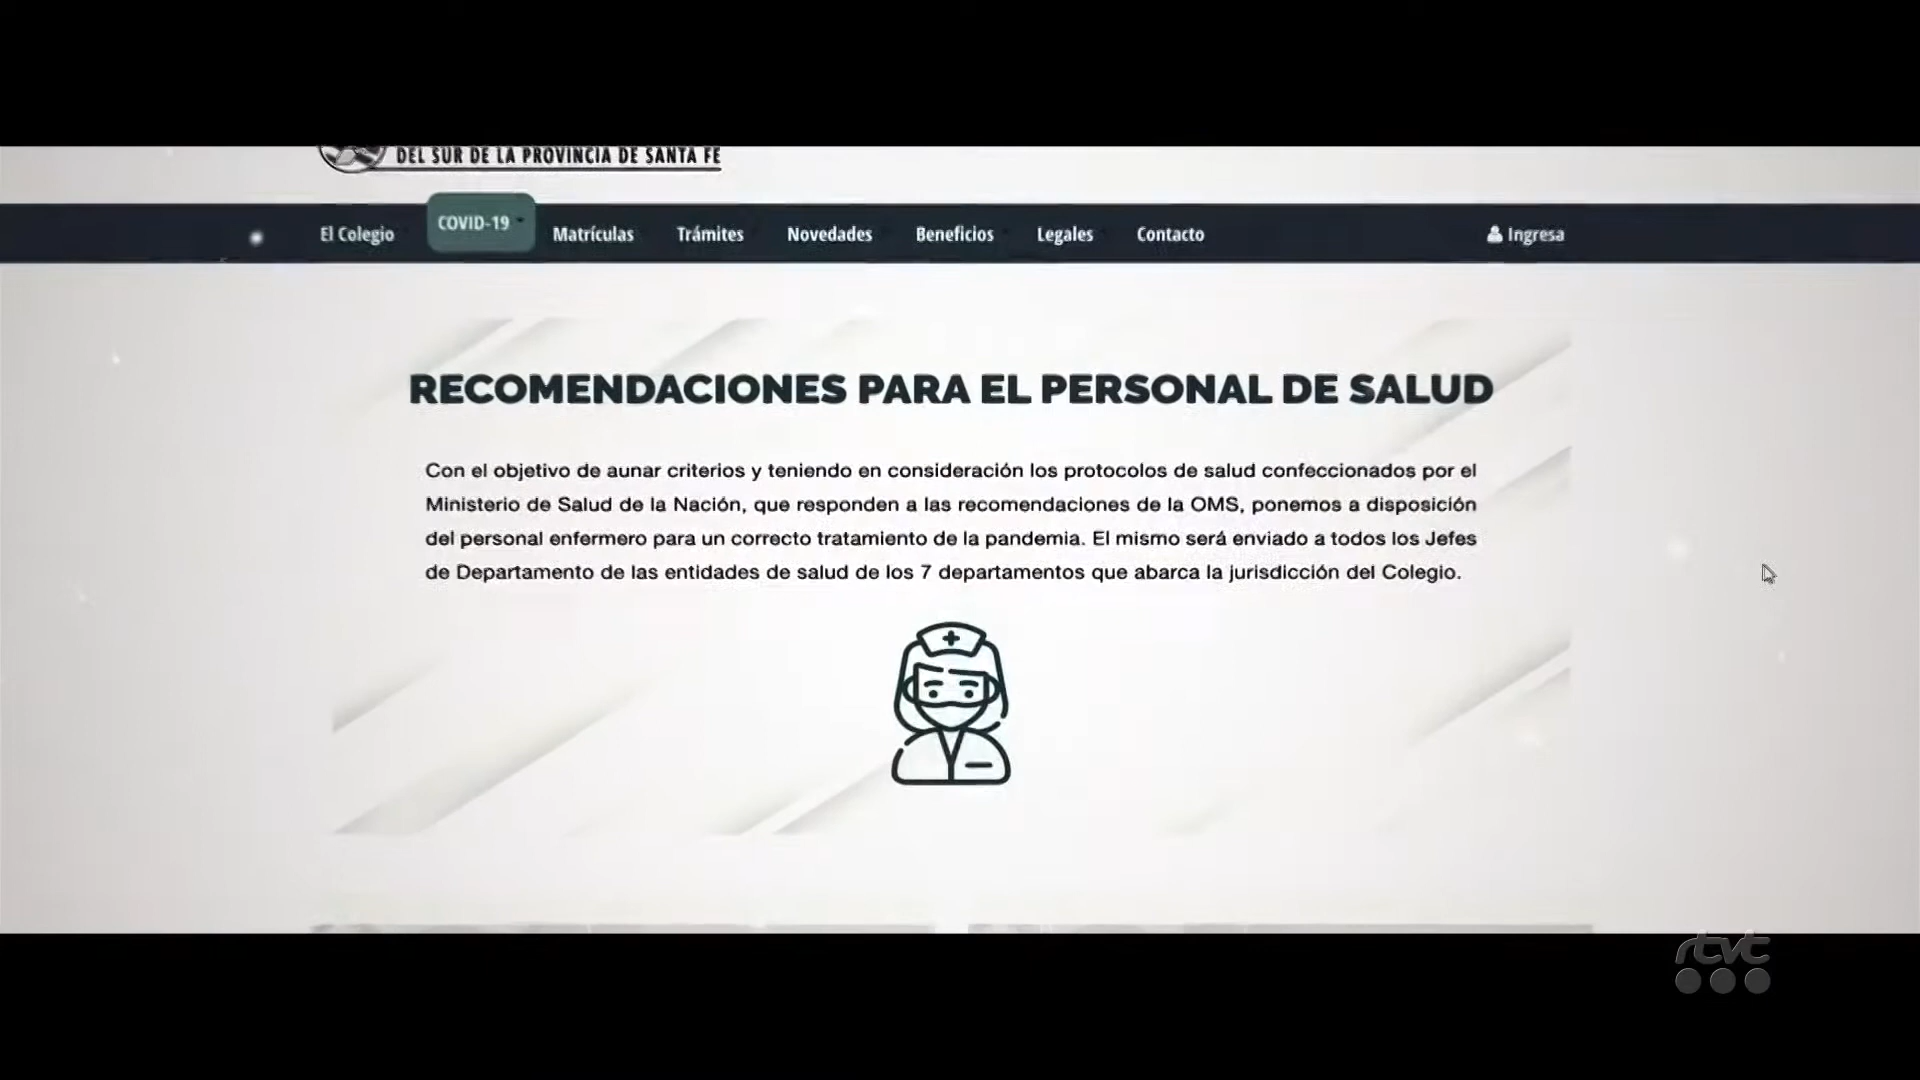 DEL SUR DE LA PROVINCIA DE SANTA FE
El Colegio COVID-19 Matrículas Trámites Novedades Beneficios Legales Contacto Ingresa
RECOMENDACIONES PARA EL PERSONAL DE SALUD
Con el objetivo de aunar criterios y teniendo en consideración los protocolos de salud confeccionados por el
Ministerio de Salud de la Nación, que responden a las recomendaciones de la OMS, ponemos a disposición
del personal enfermero para un correcto tratamiento de la pandemia. El mismo será enviado a todos los Jefes
de Departamento de las entidades de salud de los 7 departamentos que abarca la jurisdicción del Colegio.
rtvc